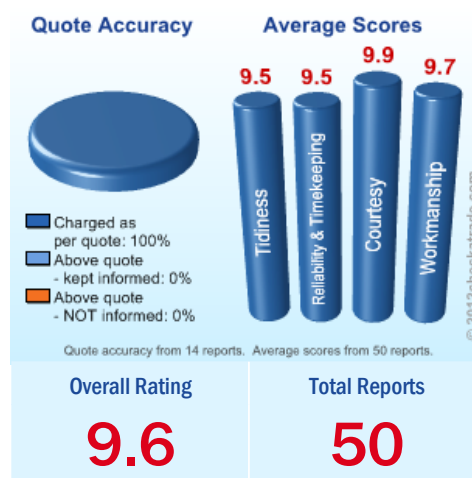 Quote Accuracy
Average Scores
9.5
9.5
9.9
9.7
Tidiness
Reliability & Timekeeping
Courtesy
Workmanship
Charged as
per quote: 100%
Above quote
- kept informed: 0%
Above quote
- NOT informed: 0%
© 2013checkatrade.com
Quote accuracy from 14 reports. Average scores from 50 reports.
Overall Rating
Total Reports
9.6
50